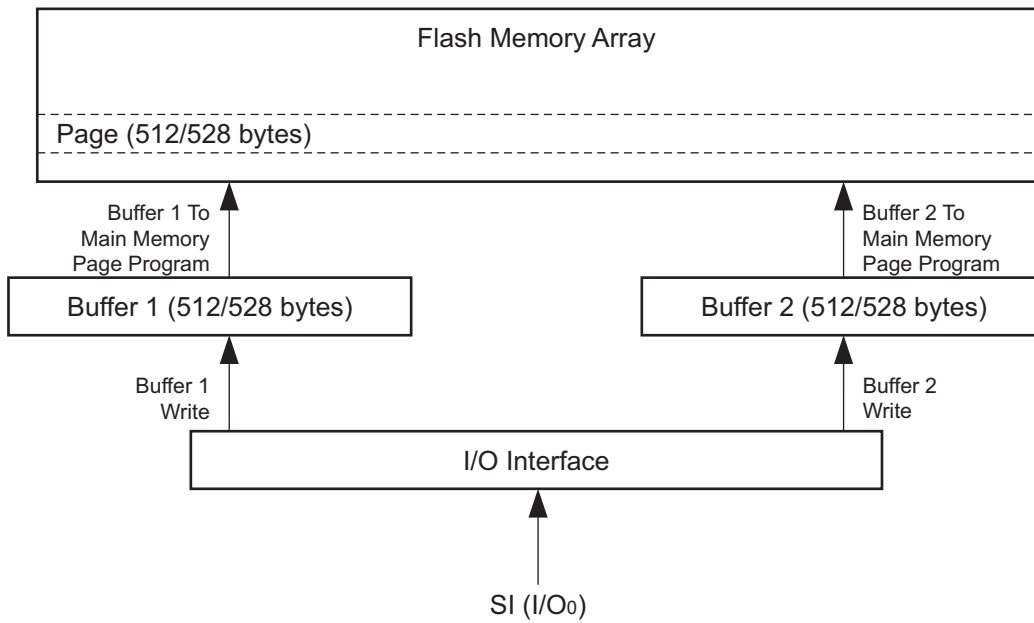 Flash Memory Array
Page (512/528 bytes)
Buffer 1 To
Main Memory
Page Program
Buffer 2 To
Main Memory
Page Program
Buffer 1 (512/528 bytes)
Buffer 2 (512/528 bytes)
Buffer 1
Write
Buffer 2
Write
I/O Interface
SI (I/O0)